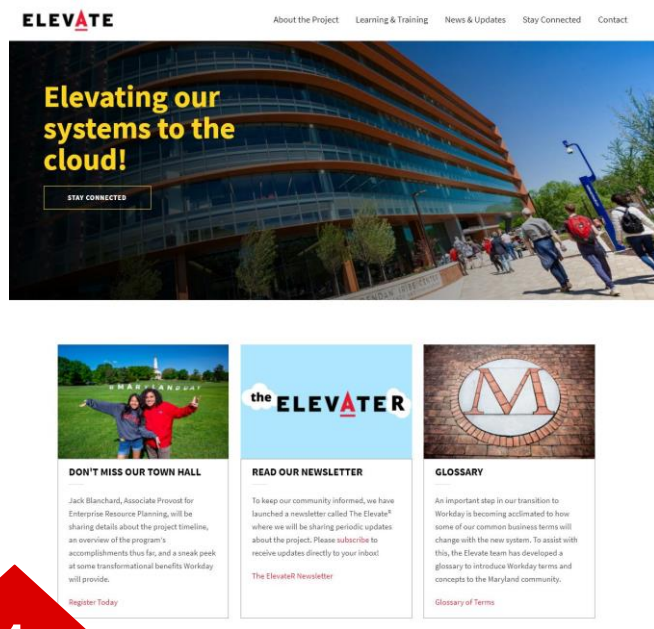 ELEVATE
About the Project Learning & Training News & Updates Stay Connected Contact
Elevating our
systems to the
cloud!
STAY CONNECTED
#MARYLANDDAY
the ELEVATER
M
DON'T MISS OUR TOWN HALL
Jack Blanchard, Associate Provost for
Enterprise Resource Planning, will be
sharing details about the project timeline,
an overview of the program's
accomplishments thus far, and a sneak peek
at some transformational benefits Workday
will provide.
Register Today
READ OUR NEWSLETTER
To keep our community informed, we have
launched a newsletter called The Elevateᴿ
where we will be sharing periodic updates
about the project. Please subscribe to
receive updates directly to your inbox!
The ElevateR Newsletter
GLOSSARY
An important step in our transition to
Workday is becoming acclimated to how
some of our common business terms will
change with the new system. To assist with
this, the Elevate team has developed a
glossary to introduce Workday terms and
concepts to the Maryland community.
Glossary of Terms